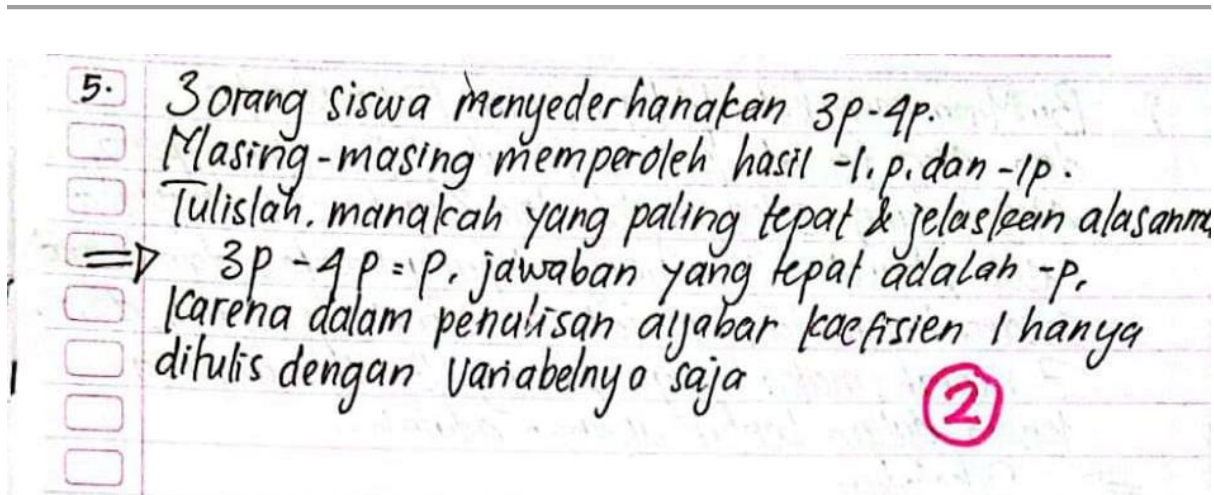 5. 3 orang siswa menyederhanakan 3p-4p.
Masing-masing memperoleh hasil -1. p. dan -1p.
Tulislah. manakah yang paling tepat & jelaskan alasanmu
=> 3p - 4p = p. jawaban yang tepat adalah -p.
Karena dalam penulisan aljabar koefisien 1 hanya
ditulis dengan variabelnya saja
2